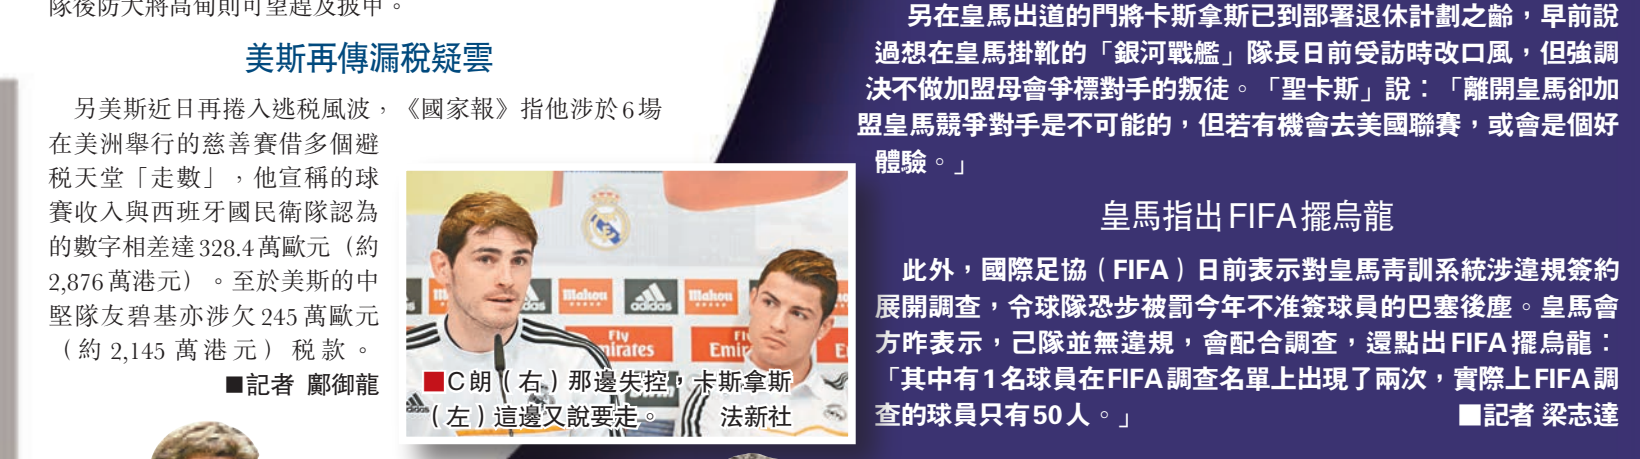 隊後防大將高甸則可望趕及披甲。
美斯再傳漏稅疑雲
另美斯近日再捲入逃稅風波，《國家報》指他涉於6場
在美洲舉行的慈善賽借多個避
稅天堂「走數」，他宣稱的球
賽收入與西班牙國民衛隊認為
的數字相差達328.4萬歐元（約
2,876萬港元）。至於美斯的中
堅隊友碧基亦涉欠245萬歐元
（約2,145萬港元）稅款。
■記者 鄺御龍
Mahou
adidas
Mahou
Fly
Emirates
Fly
Emirates
adidas
■C朗（右）那邊失控，卡斯拿斯
（左）這邊又說要走。 法新社
另在皇馬出道的門將卡斯拿斯已到部署退休計劃之齡，早前說
過想在皇馬掛靴的「銀河戰艦」隊長日前受訪時改口風，但強調
決不做加盟母會爭標對手的叛徒。「聖卡斯」說：「離開皇馬卻加
盟皇馬競爭對手是不可能的，但若有機會去美國聯賽，或會是個好
體驗。」
皇馬指出FIFA擺烏龍
此外，國際足協（FIFA）日前表示對皇馬青訓系統涉違規簽約
展開調查，令球隊恐步被罰今年不准簽球員的巴塞後塵。皇馬會
方昨表示，己隊並無違規，會配合調查，還點出FIFA擺烏龍：
「其中有1名球員在FIFA調查名單上出現了兩次，實際上FIFA調
查的球員只有50人。」 ■記者 梁志達